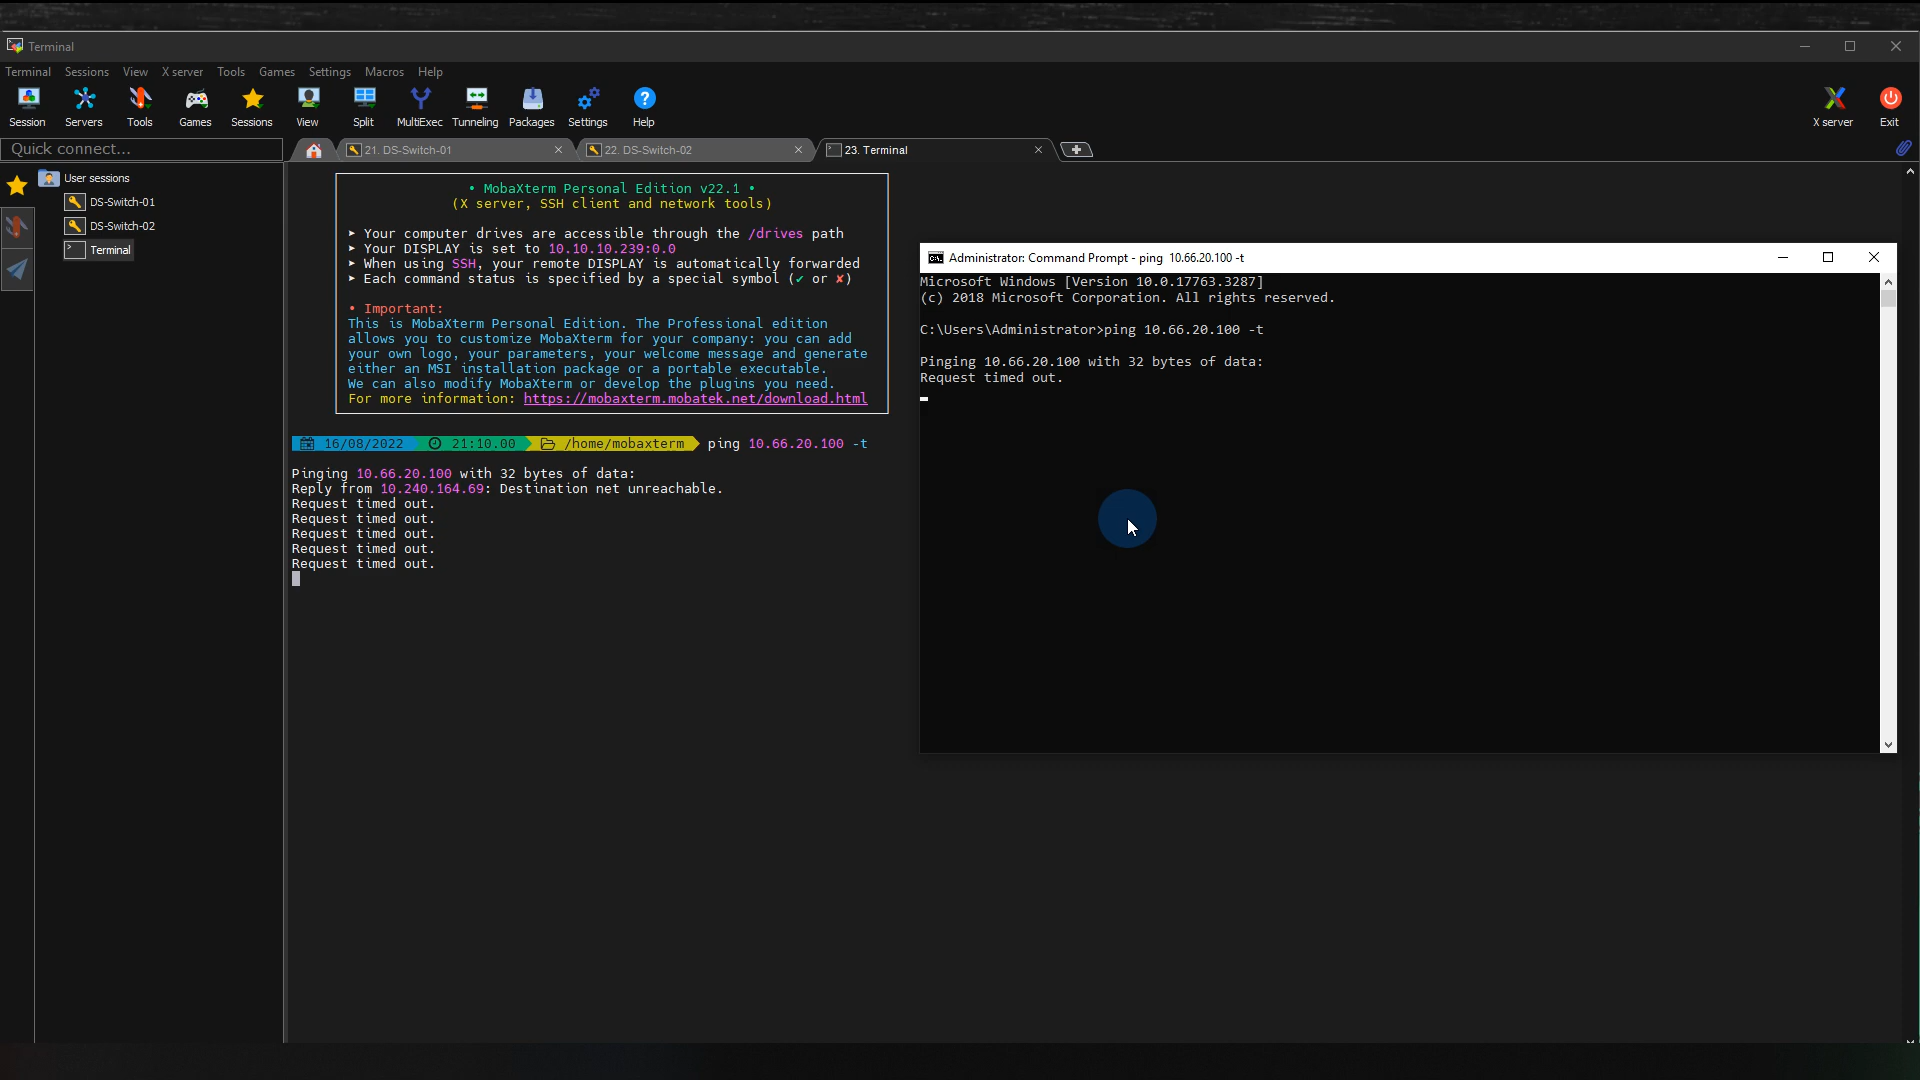 Terminal
Terminal Sessions View X server Tools Games Settings Macros Help
Session Servers Tools Games Sessions View Split MultiExec Tunneling Packages Settings Help X server Exit
Quick connect...
21. DS-Switch-01
22. DS-Switch-02
23. Terminal
User sessions
DS-Switch-01
DS-Switch-02
Terminal
• MobaXterm Personal Edition v22.1 •
(X server, SSH client and network tools)
➤ Your computer drives are accessible through the /drives path
➤ Your DISPLAY is set to 10.10.10.239:0.0
➤ When using SSH, your remote DISPLAY is automatically forwarded
➤ Each command status is specified by a special symbol (✔ or ✘)
• Important:
This is MobaXterm Personal Edition. The Professional edition
allows you to customize MobaXterm for your company: you can add
your own logo, your parameters, your welcome message and generate
either an MSI installation package or a portable executable.
We can also modify MobaXterm or develop the plugins you need.
For more information: https://mobaxterm.mobatek.net/download.html
16/08/2022 21:10.00 /home/mobaxterm ping 10.66.20.100 -t
Pinging 10.66.20.100 with 32 bytes of data:
Reply from 10.240.164.69: Destination net unreachable.
Request timed out.
Request timed out.
Request timed out.
Request timed out.
Request timed out.
Administrator: Command Prompt - ping 10.66.20.100 -t
Microsoft Windows [Version 10.0.17763.3287]
(c) 2018 Microsoft Corporation. All rights reserved.
C:\Users\Administrator>ping 10.66.20.100 -t
Pinging 10.66.20.100 with 32 bytes of data:
Request timed out.